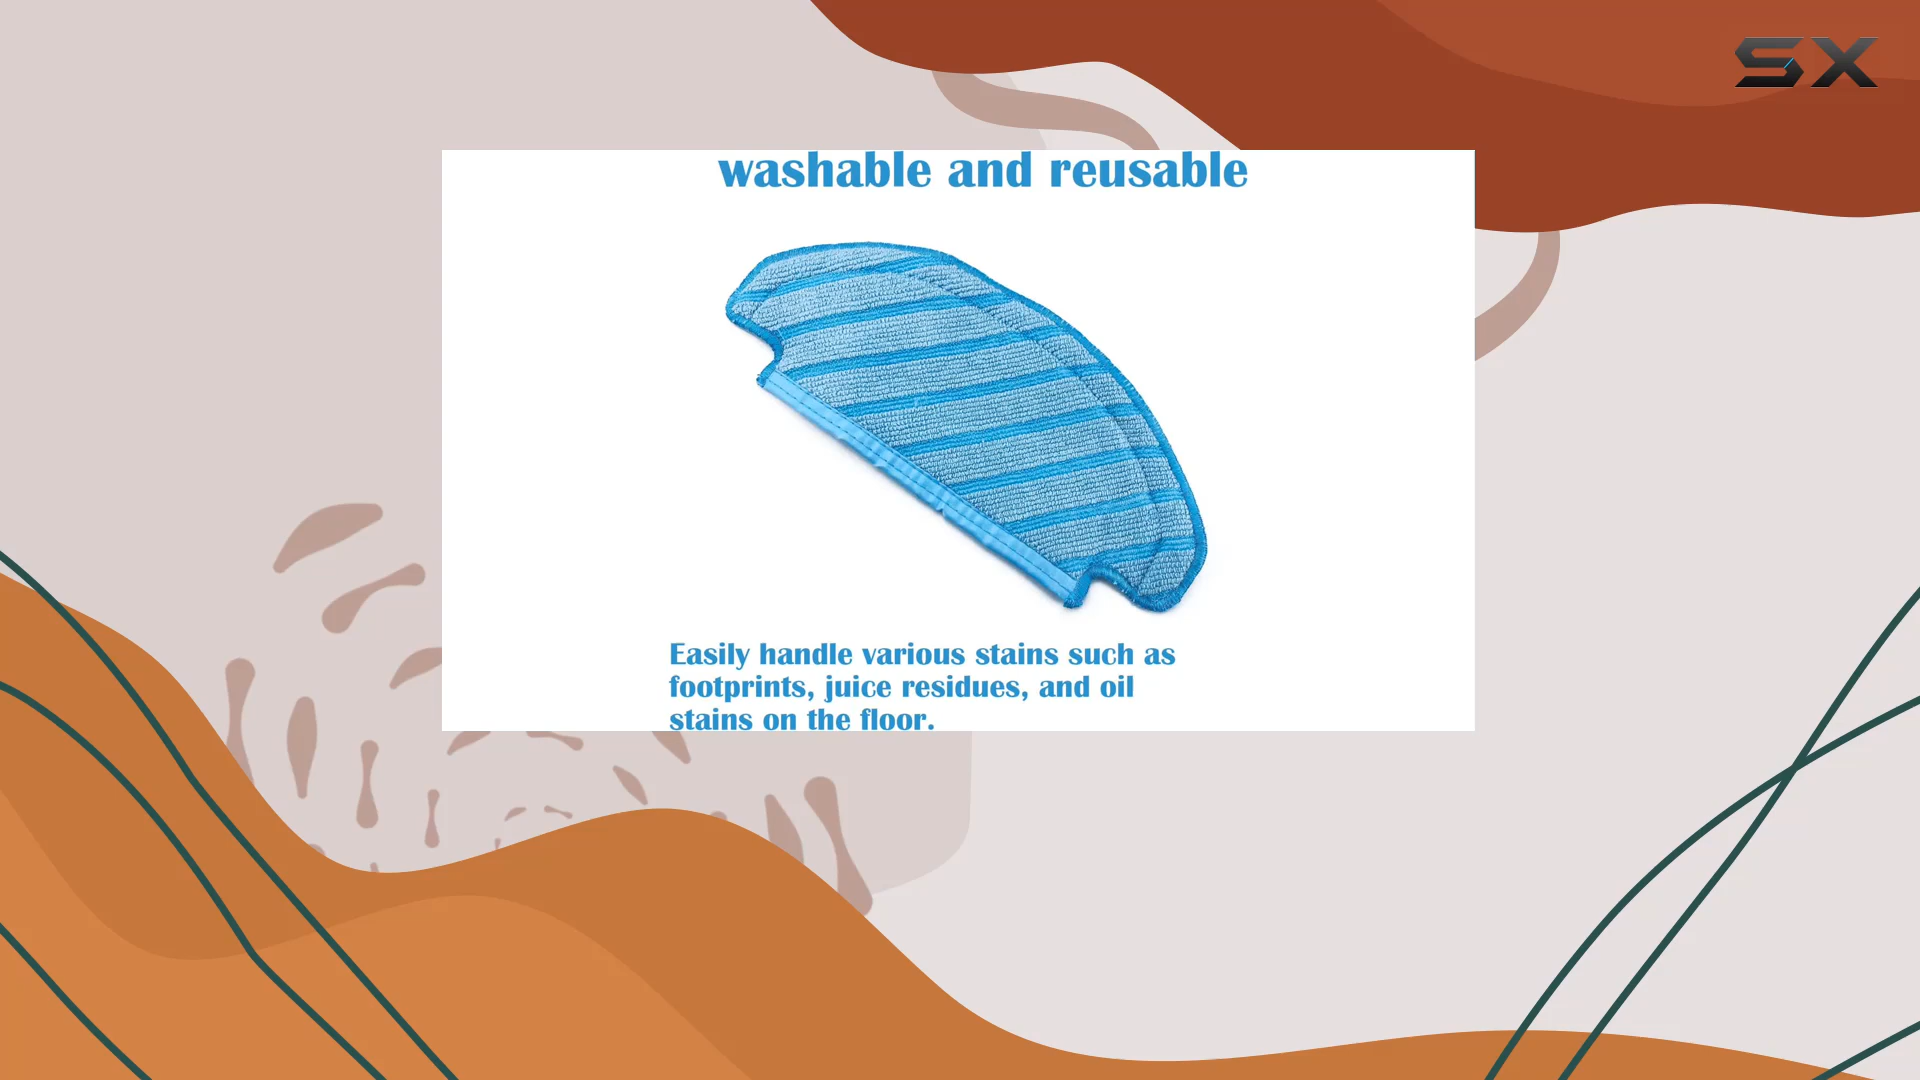 SX
washable and reusable
Easily handle various stains such as
footprints, juice residues, and oil
stains on the floor.